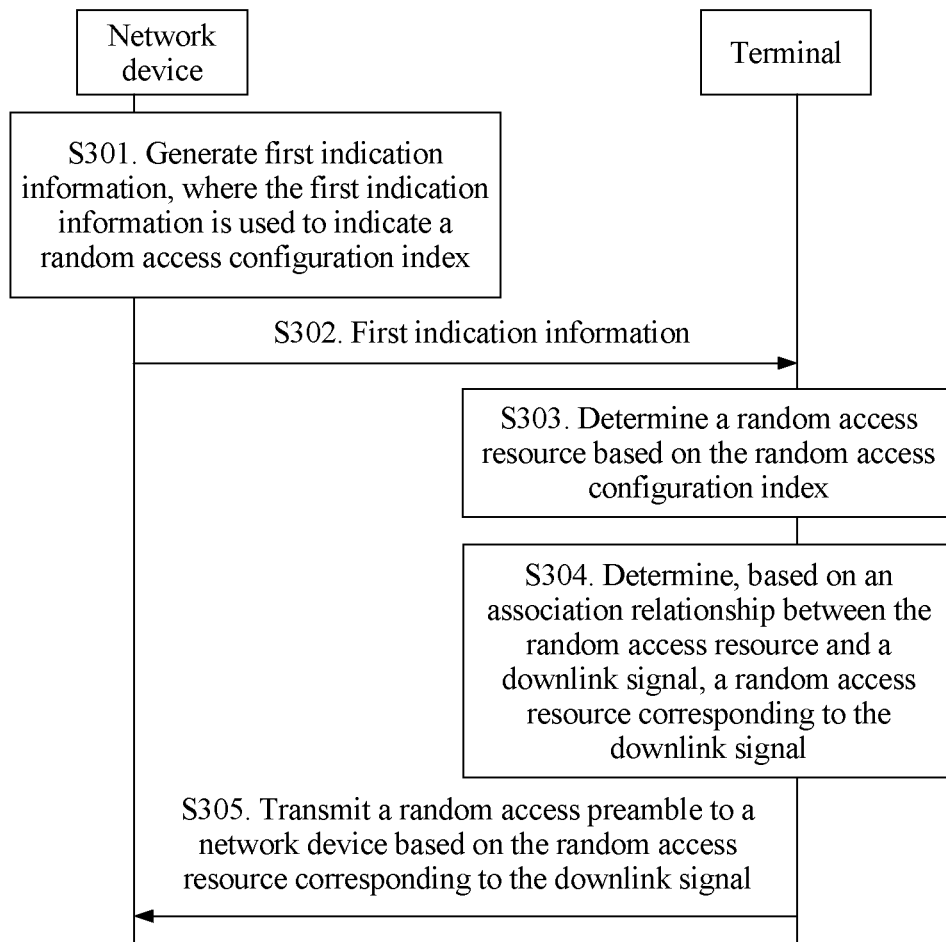 Network
device
Terminal
S301. Generate first indication
information, where the first indication
information is used to indicate a
random access configuration index
S302. First indication information
S303. Determine a random access
resource based on the random access
configuration index
S304. Determine, based on an
association relationship between the
random access resource and a
downlink signal, a random access
resource corresponding to the
downlink signal
S305. Transmit a random access preamble to a
network device based on the random access
resource corresponding to the downlink signal